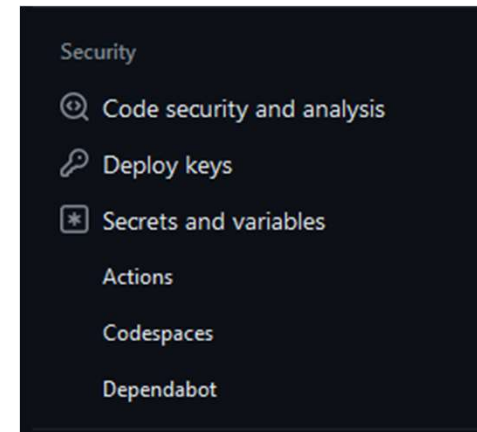 Security
Code security and analysis
Deploy keys
Secrets and variables
Actions
Codespaces
Dependabot